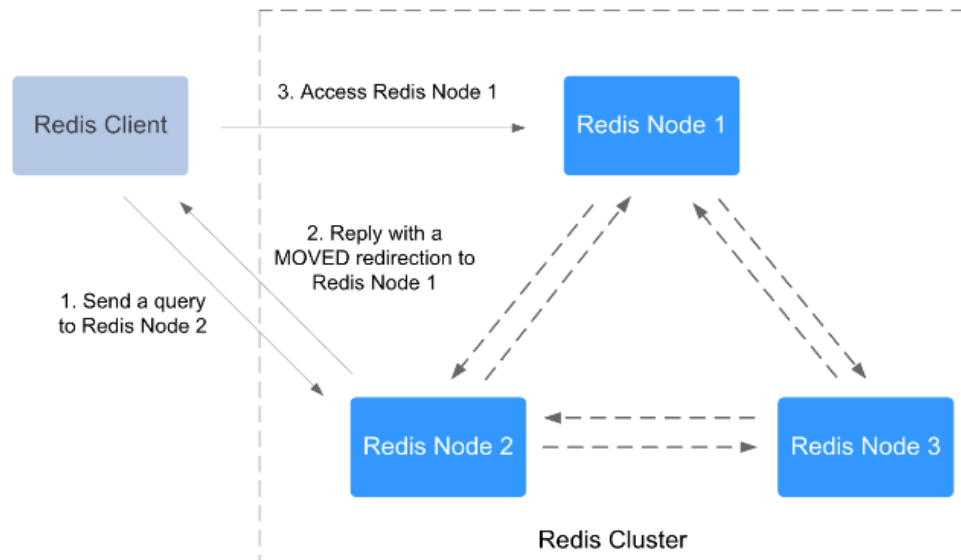 3. Access Redis Node 1
Redis Client
Redis Node 1
2. Reply with a
MOVED redirection to
Redis Node 1
1. Send a query
to Redis Node 2
Redis Node 2
Redis Node 3
Redis Cluster